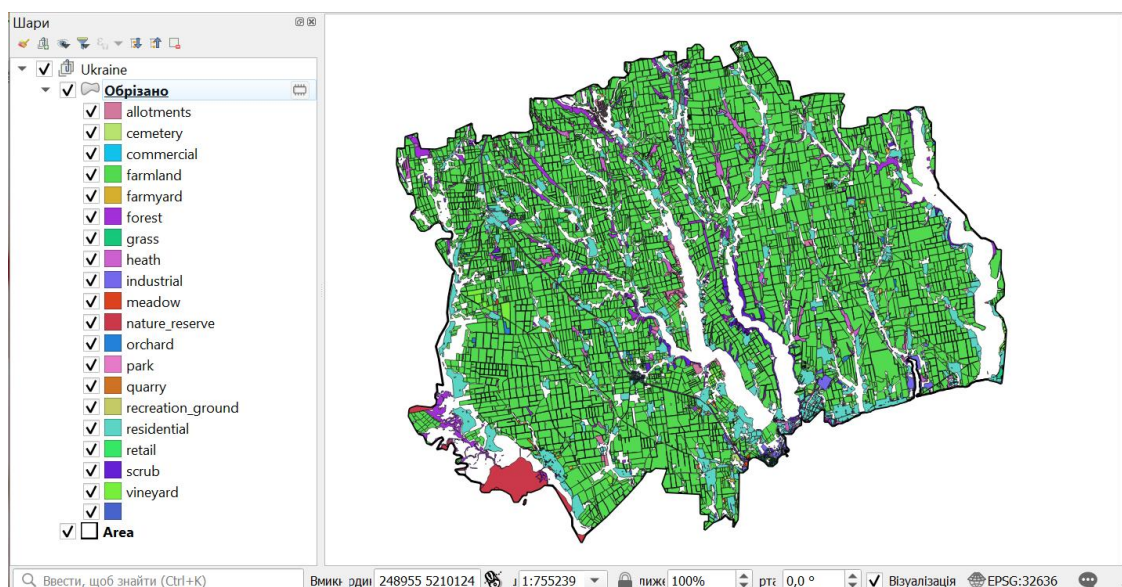 Шари
Ukraine
Обрізано
allotments
cemetery
commercial
farmland
farmyard
forest
grass
heath
industrial
meadow
nature_reserve
orchard
park
quarry
recreation_ground
residential
retail
scrub
vineyard
Area
Ввести, щоб знайти (Ctrl+K) 248955 5210124 1:755239 100% 0,0 ° Візуалізація EPSG:32636